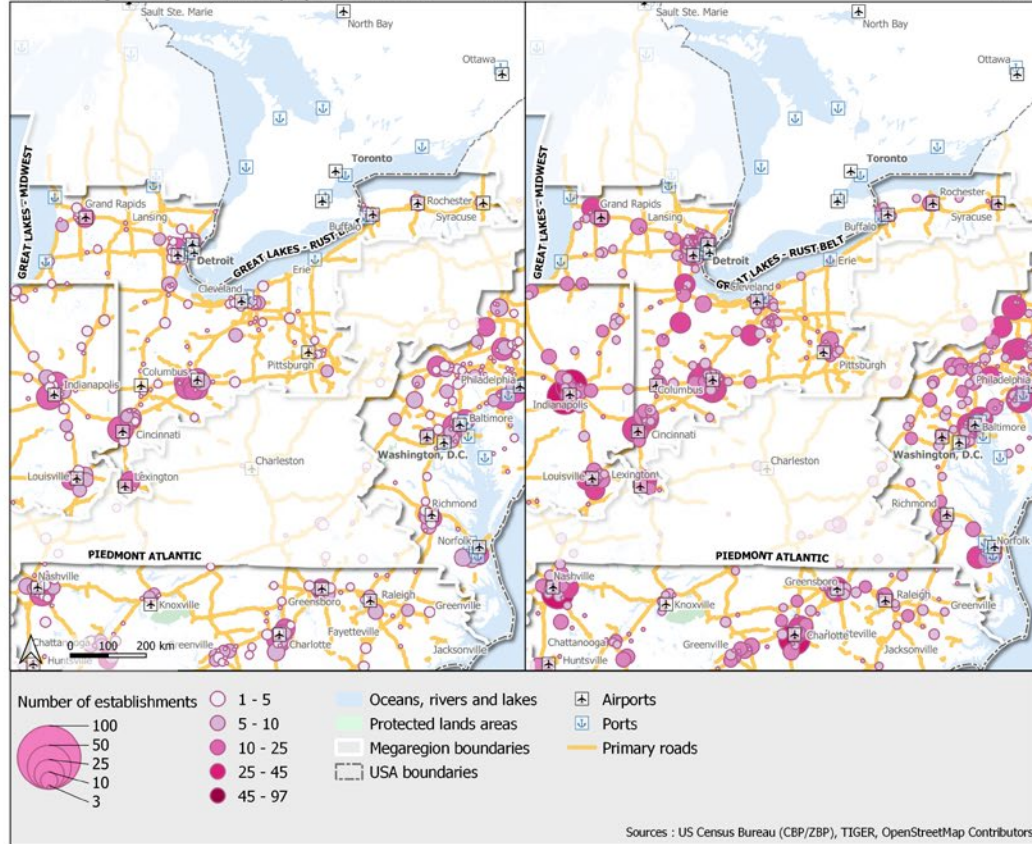 Sault Ste. Marie
North Bay
Ottawa
GREAT LAKES - MIDWEST
Toronto
Grand Rapids
Lansing
Rochester
Syracuse
Buffalo
Detroit
GREAT LAKES - RUST
Erie
Cleveland
Pittsburgh
Columbus
Indianapolis
Philadelphia
Cincinnati
Baltimore
Washington, D.C.
Louisville
Lexington
Charleston
Richmond
Norfolk
PIEDMONT ATLANTIC
Nashville
Knoxville
Greensboro
Raleigh
Greenville
Fayetteville
Charlotte
Chattanooga
Greenville
Jacksonville
Huntsville
0 100 200 km
Sault Ste. Marie
North Bay
Ottawa
GREAT LAKES - MIDWEST
Toronto
Grand Rapids
Lansing
Rochester
Syracuse
Buffalo
Detroit
GREAT LAKES - RUST BELT
Erie
Cleveland
Pittsburgh
Columbus
Indianapolis
Philadelphia
Cincinnati
Baltimore
Washington, D.C.
Louisville
Lexington
Charleston
Richmond
Norfolk
PIEDMONT ATLANTIC
Nashville
Knoxville
Greensboro
Raleigh
Greenville
Charlotte
Chattanooga
Greenville
Jacksonville
Huntsville
Number of establishments
100
50
25
10
3
1 - 5
5 - 10
10 - 25
25 - 45
45 - 97
Oceans, rivers and lakes
Protected lands areas
Megaregion boundaries
USA boundaries
Airports
Ports
Primary roads
Sources : US Census Bureau (CBP/ZBP), TIGER, OpenStreetMap Contributors